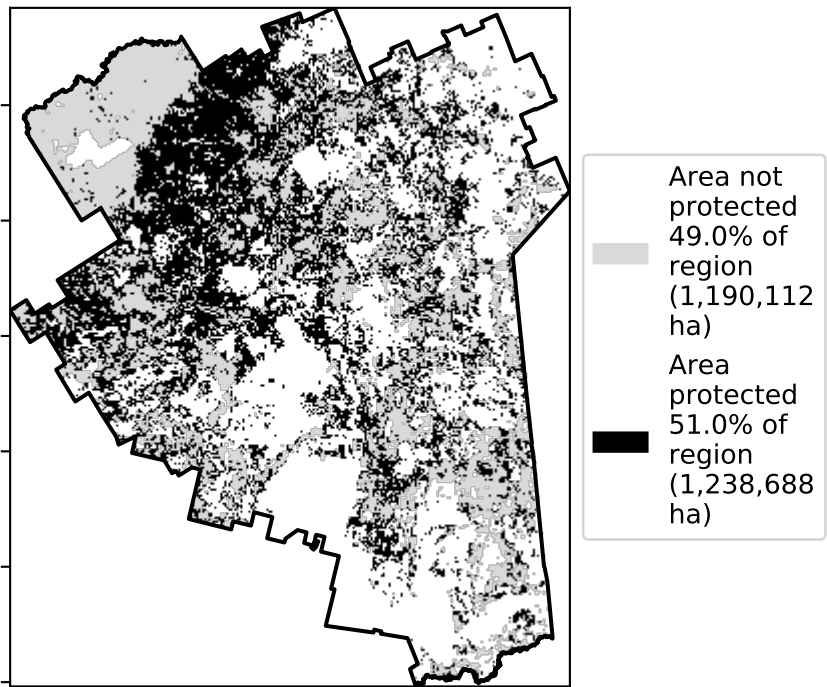 Area not
protected
49.0% of
region
(1,190,112
ha)
Area
protected
51.0% of
region
(1,238,688
ha)